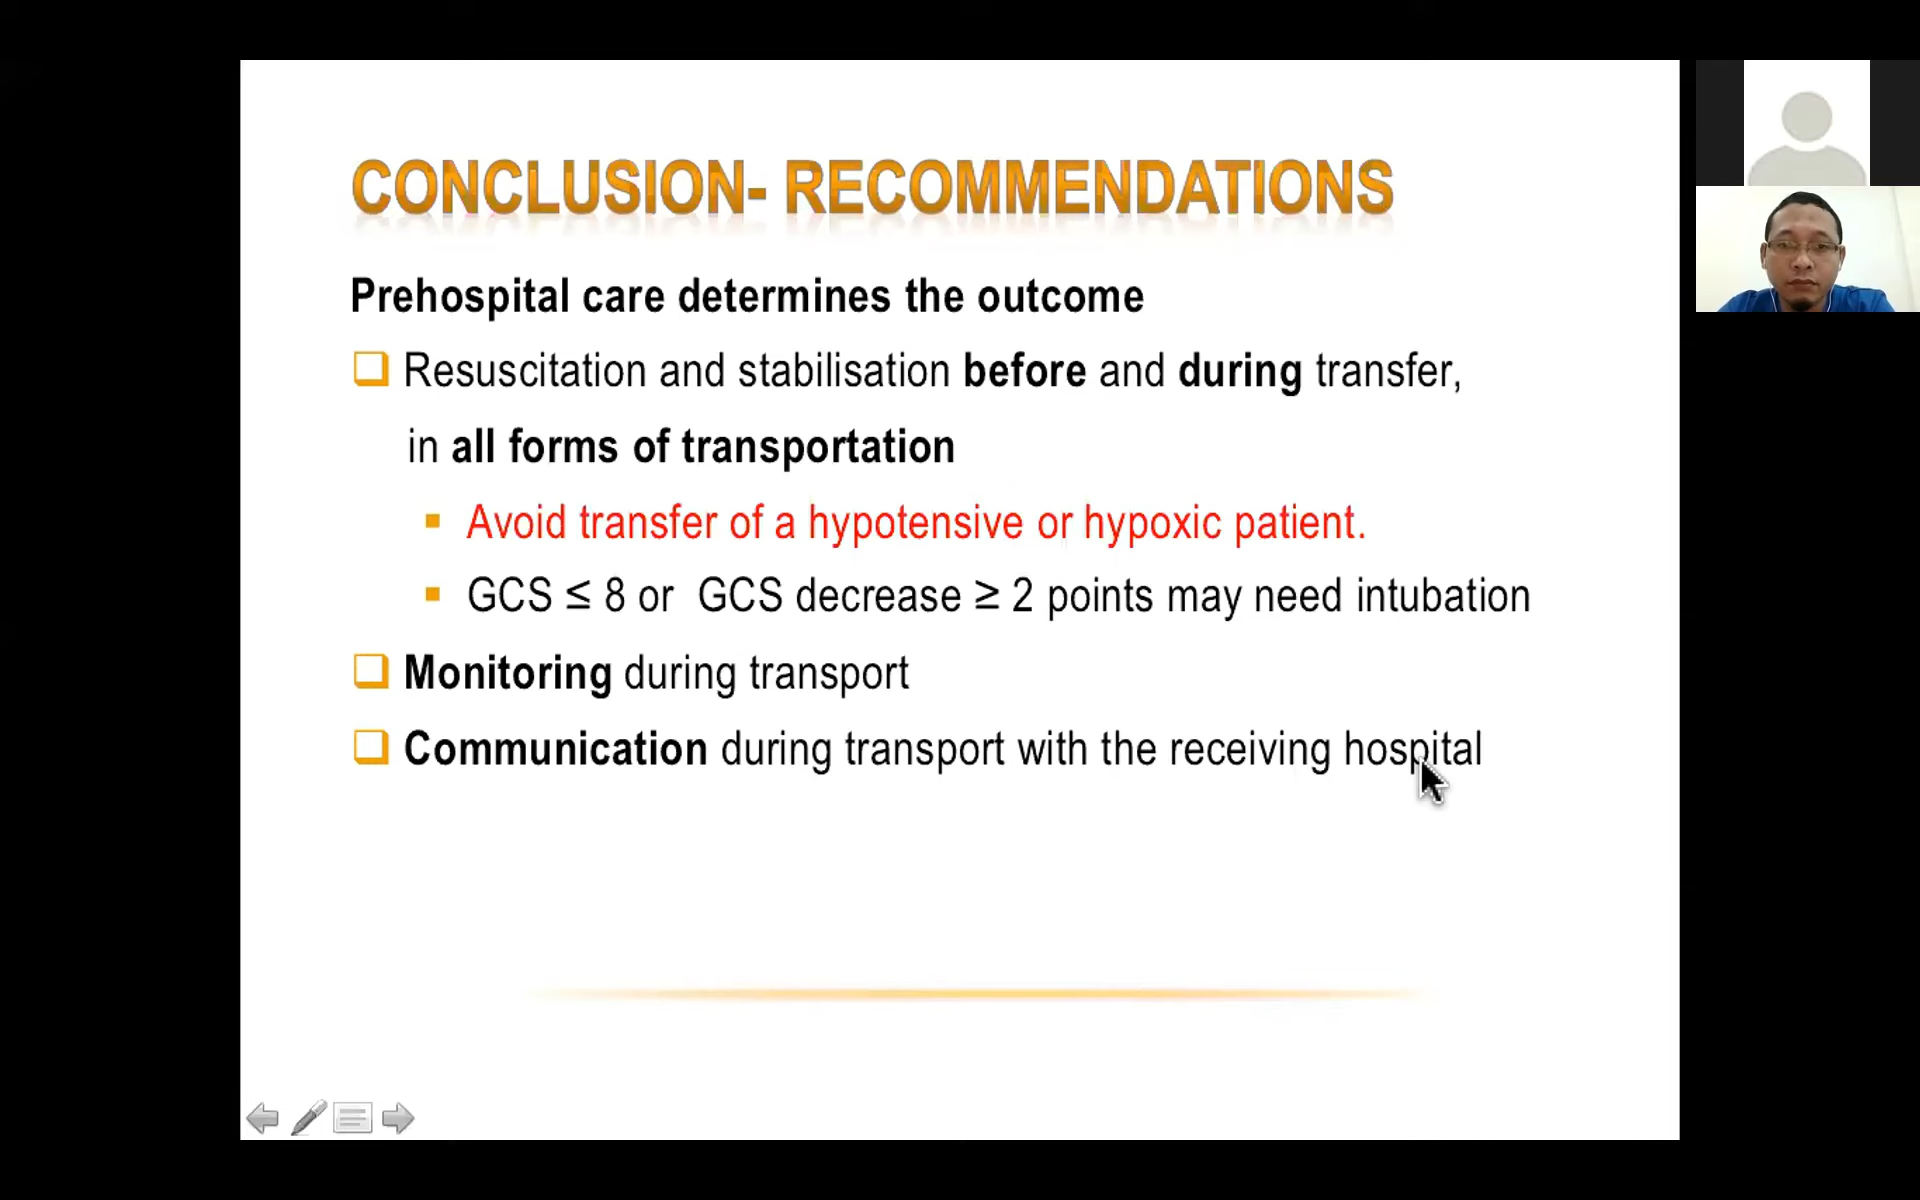 CONCLUSION- RECOMMENDATIONS
Prehospital care determines the outcome
Resuscitation and stabilisation before and during transfer,
in all forms of transportation
Avoid transfer of a hypotensive or hypoxic patient.
GCS ≤ 8 or GCS decrease ≥ 2 points may need intubation
Monitoring during transport
Communication during transport with the receiving hospital